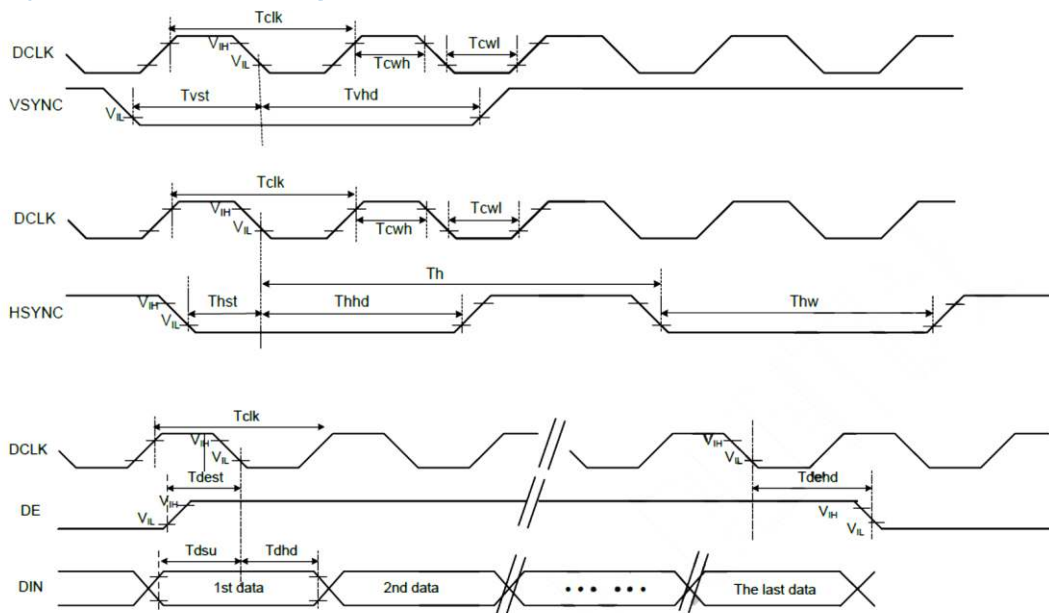 Tclk
DCLK VIH VIL Tcwh Tcwl
Tvst Tvhd
VSYNC VIL
Tclk
DCLK VIH VIL Tcwh Tcwl
Th
HSYNC VIH VIL Thst Thhd Thw
Tclk
DCLK VIH VIL VIH VIL
Tdest Tdehd
DE VIH VIL VIH VIL
Tdsu Tdhd
DIN 1st data 2nd data ••• ••• The last data